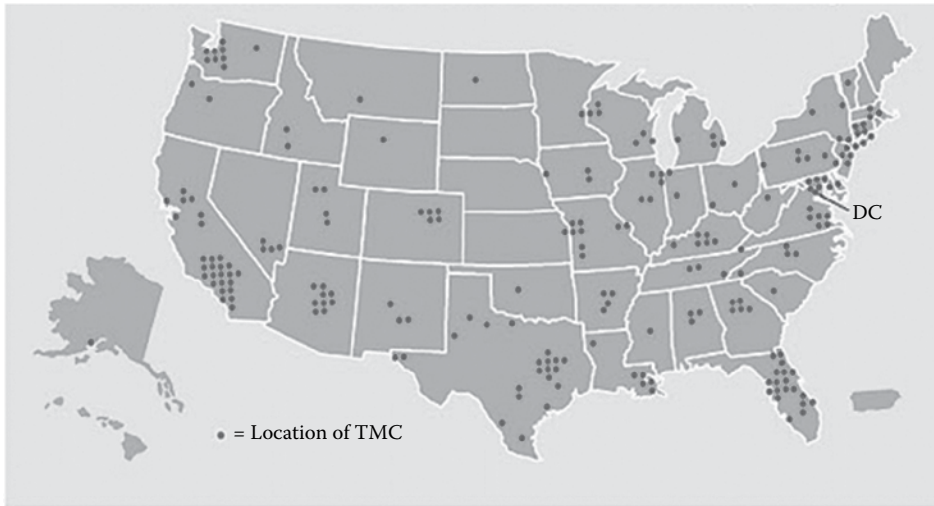 DC
= Location of TMC